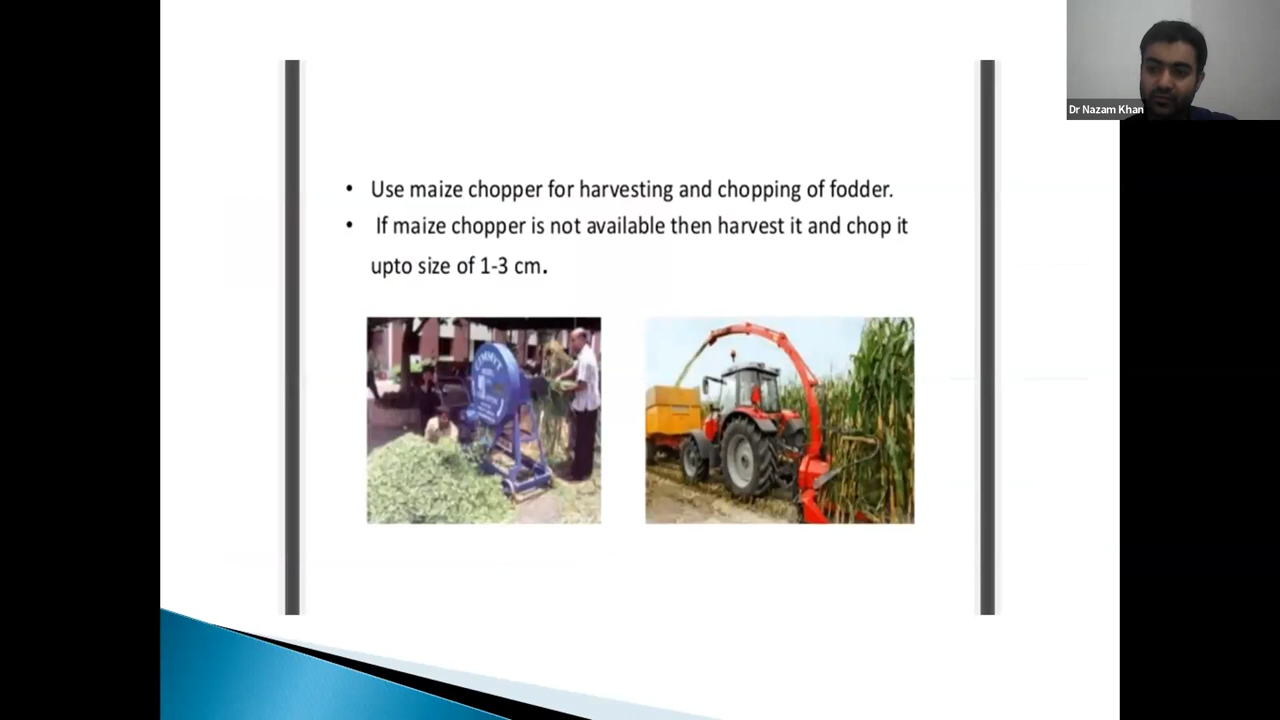 • Use maize chopper for harvesting and chopping of fodder.
• If maize chopper is not available then harvest it and chop it
upto size of 1-3 cm.
Dr Nazam Khan